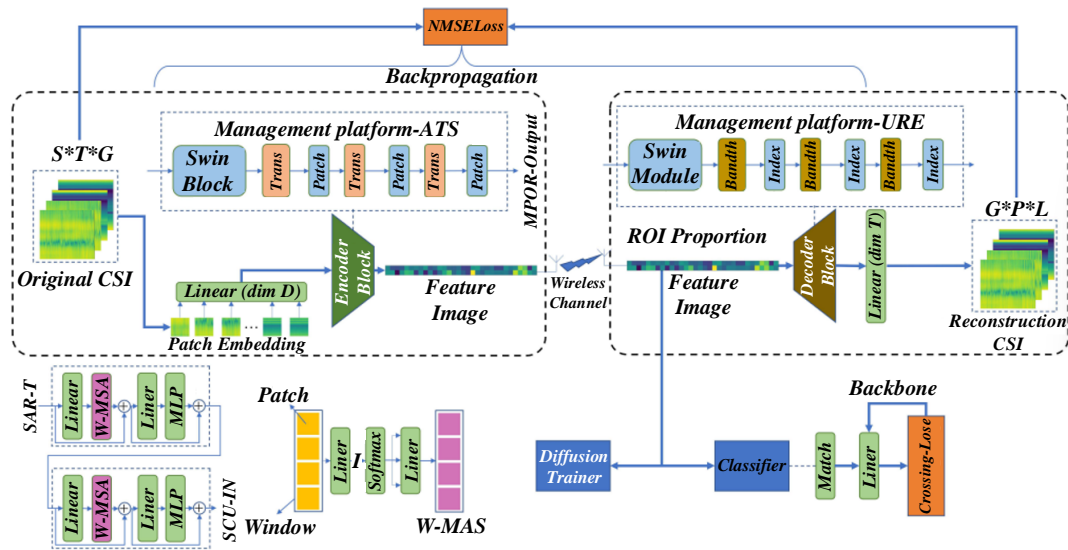 NMSELoss
Backpropagation
S*T*G
Original CSI
Management platform-ATS
Swin
Block
Trans
Patch
Trans
Patch
Trans
Patch
MPOR-Output
Linear (dim D)
Patch Embedding
Encoder
Block
Feature
Image
Wireless
Channel
Management platform-URE
Swin
Module
Bandth
Index
Bandth
Index
Bandth
Index
ROI Proportion
Feature
Image
Decoder
Block
Linear (dim T)
G*P*L
Reconstruction
CSI
SAR-T
Linear
W-MSA
Liner
MLP
Linear
W-MSA
Liner
MLP
SCU-IN
Patch
Window
Liner
I
Softmax
Liner
W-MAS
Diffusion
Trainer
Classifier
Match
Liner
Backbone
Crossing-Lose